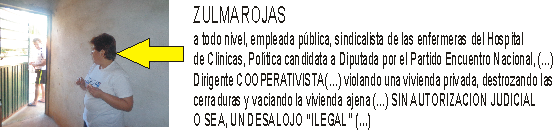 ZULMA ROJAS
a todo nivel, empleada pública, sindicalista de las enfermeras del Hospital
de Clínicas, Politica candidata a Diputada por el Partido Encuentro Nacional, (...)
Dirigente COOPERATIVISTA(...) violando una vivienda privada, destrozando las
cerraduras y vaciando la vivienda ajena (...) SIN AUTORIZACION JUDICIAL
O SEA, UN DESALOJO "ILEGAL" (...)